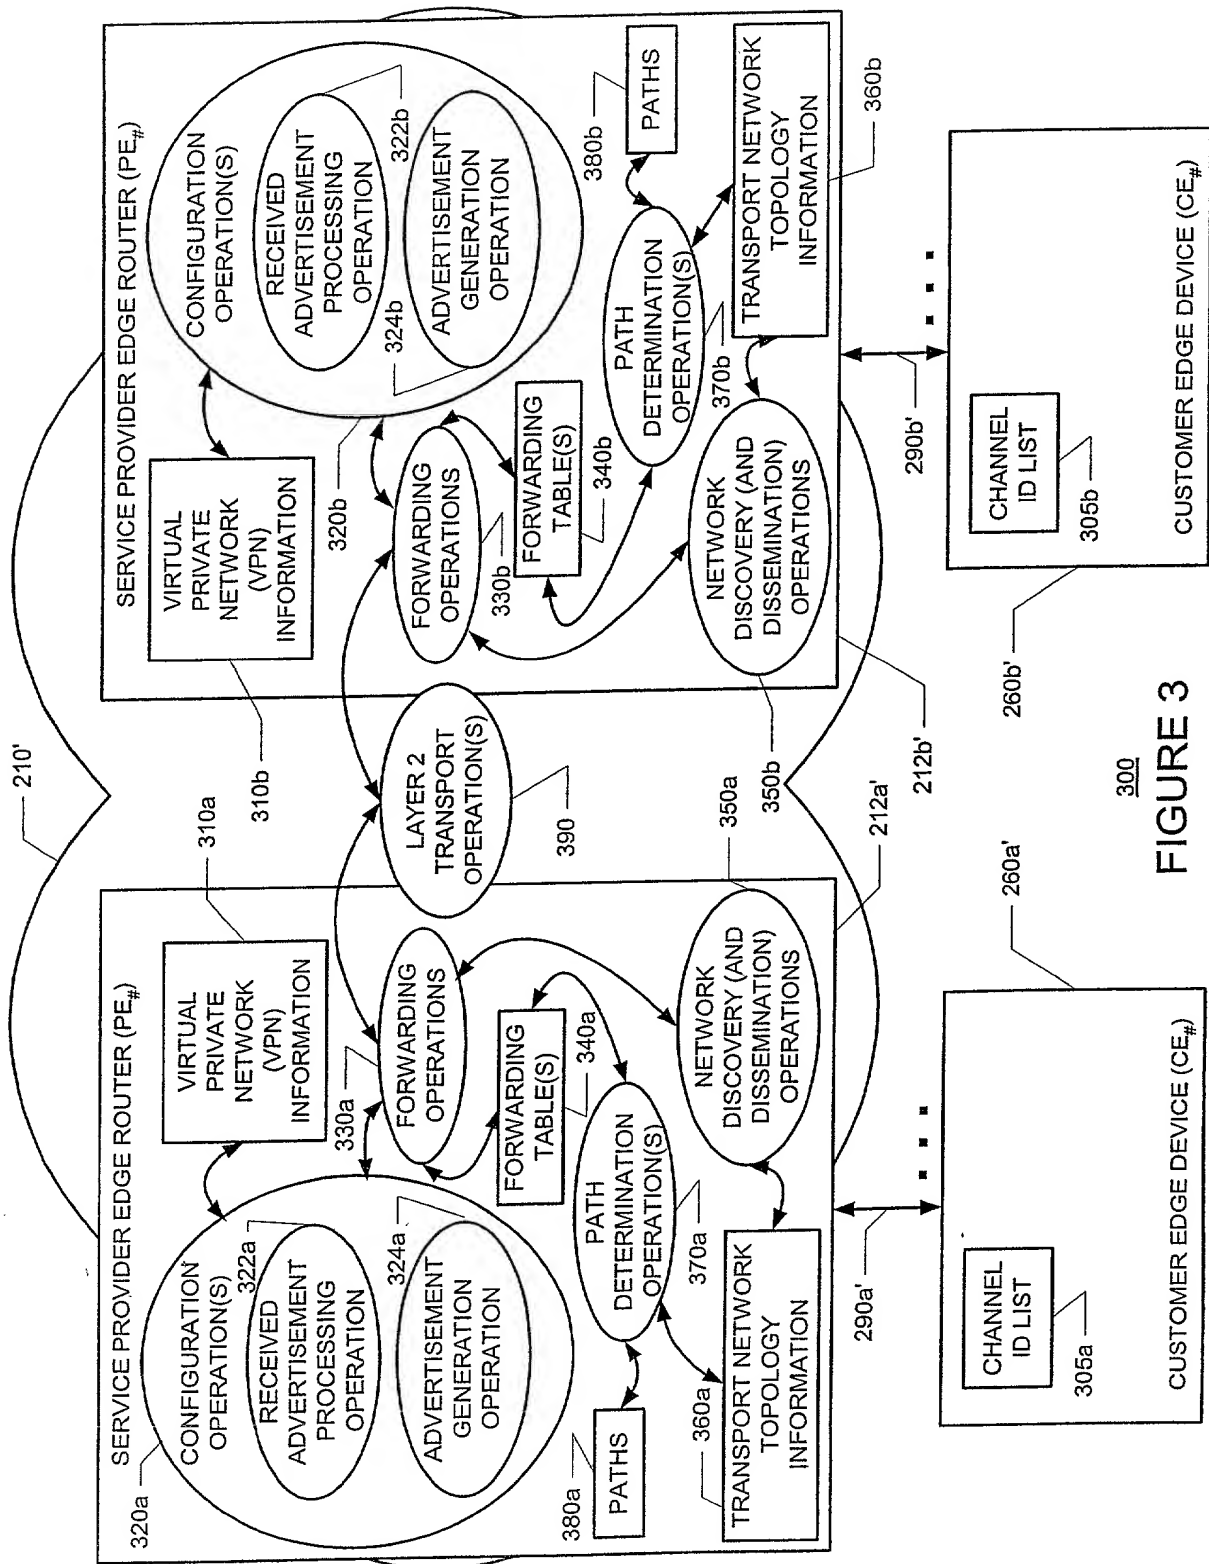 210'
SERVICE PROVIDER EDGE ROUTER (PE#)
320a
CONFIGURATION
OPERATION(S)
322a
RECEIVED
ADVERTISEMENT
PROCESSING
OPERATION
324a
ADVERTISEMENT
GENERATION
OPERATION
310a
VIRTUAL
PRIVATE
NETWORK
(VPN)
INFORMATION
330a
FORWARDING
OPERATIONS
FORWARDING
TABLE(S)
340a
380a
PATHS
PATH
DETERMINATION
OPERATION(S)
370a
360a
TRANSPORT NETWORK
TOPOLOGY
INFORMATION
350a
NETWORK
DISCOVERY (AND
DISSEMINATION)
OPERATIONS
212a'
LAYER 2
TRANSPORT
OPERATION(S)
390
SERVICE PROVIDER EDGE ROUTER (PE#)
VIRTUAL
PRIVATE
NETWORK
(VPN)
INFORMATION
310b
320b
CONFIGURATION
OPERATION(S)
RECEIVED
ADVERTISEMENT
PROCESSING
OPERATION
322b
324b
ADVERTISEMENT
GENERATION
OPERATION
FORWARDING
OPERATIONS
330b
FORWARDING
TABLE(S)
340b
380b
PATHS
PATH
DETERMINATION
OPERATION(S)
370b
TRANSPORT NETWORK
TOPOLOGY
INFORMATION
360b
NETWORK
DISCOVERY (AND
DISSEMINATION)
OPERATIONS
350b
212b'
290a'
CHANNEL
ID LIST
305a
CUSTOMER EDGE DEVICE (CE#)
260a'
290b'
CHANNEL
ID LIST
305b
CUSTOMER EDGE DEVICE (CE#)
260b'
300
FIGURE 3